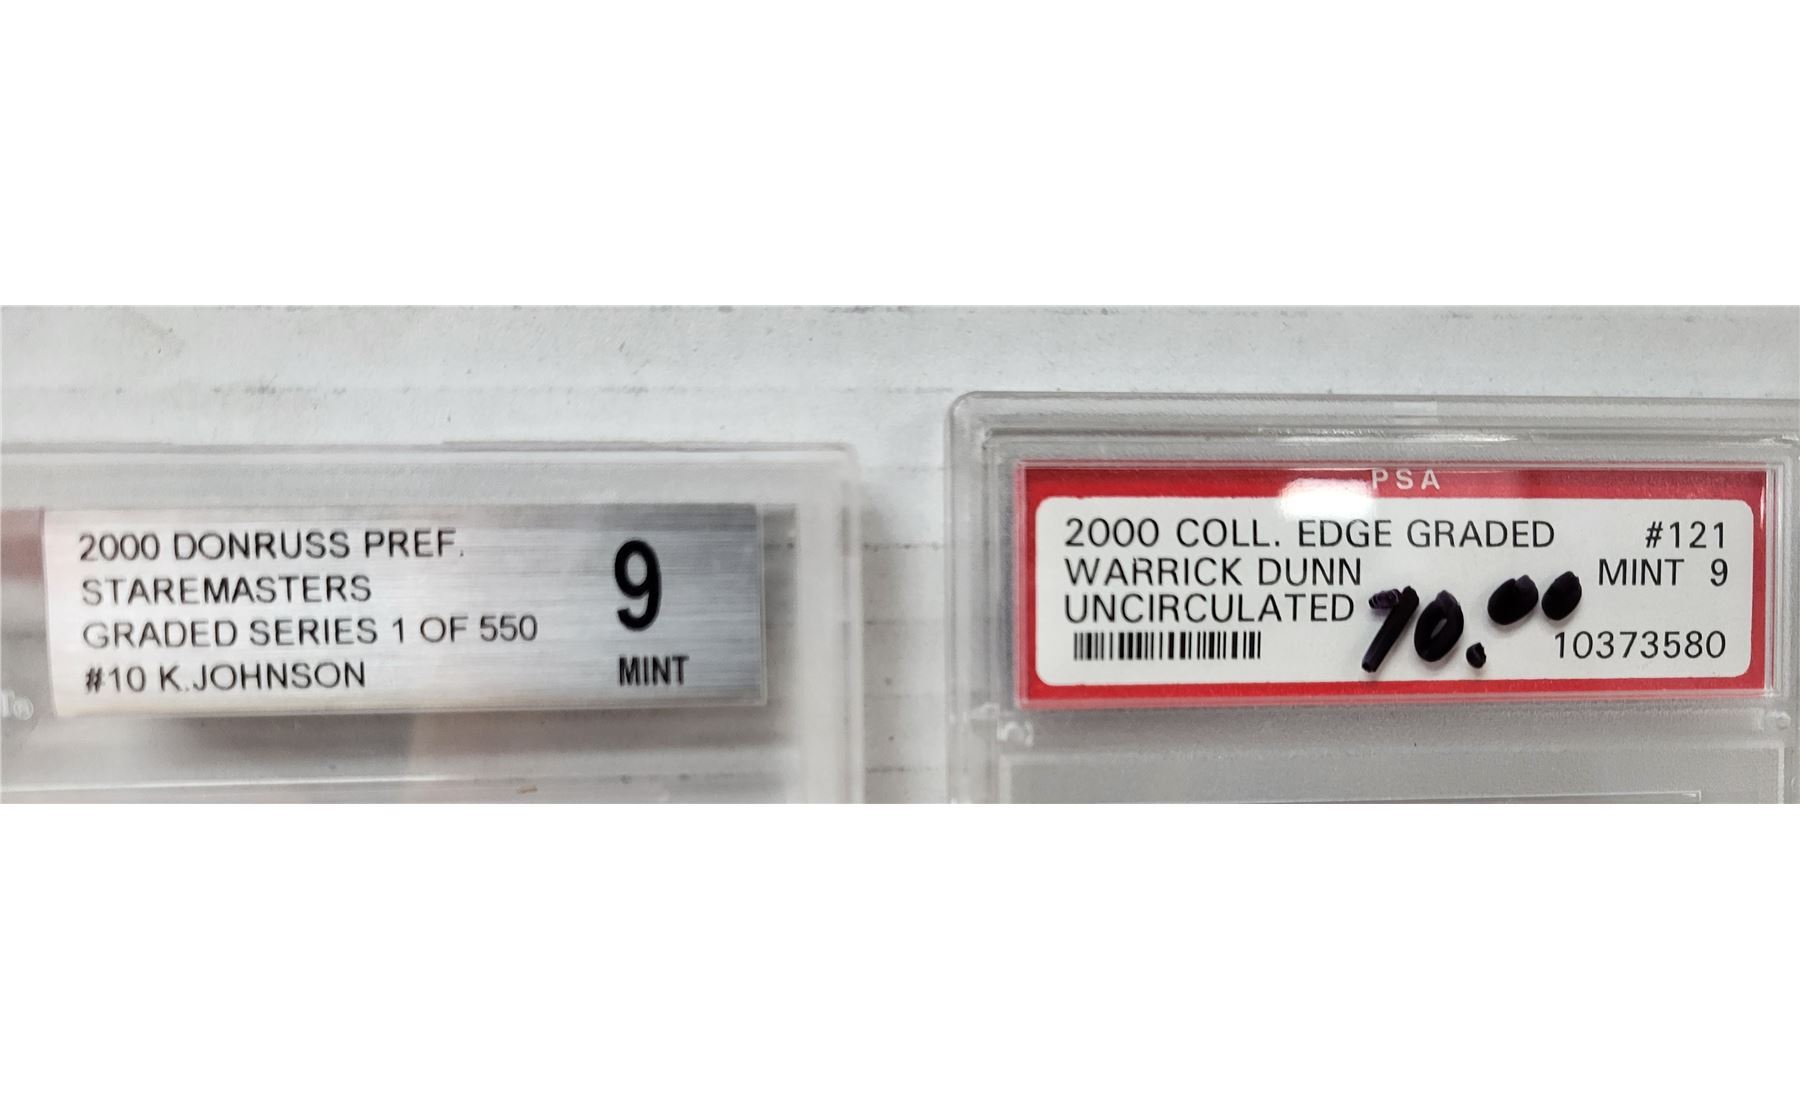 2000 DONRUSS PREF.
STAREMASTERS
GRADED SERIES 1 OF 550
#10 K.JOHNSON
9
MINT
PSA
2000 COLL. EDGE GRADED #121
WARRICK DUNN MINT 9
UNCIRCULATED
70.00
10373580